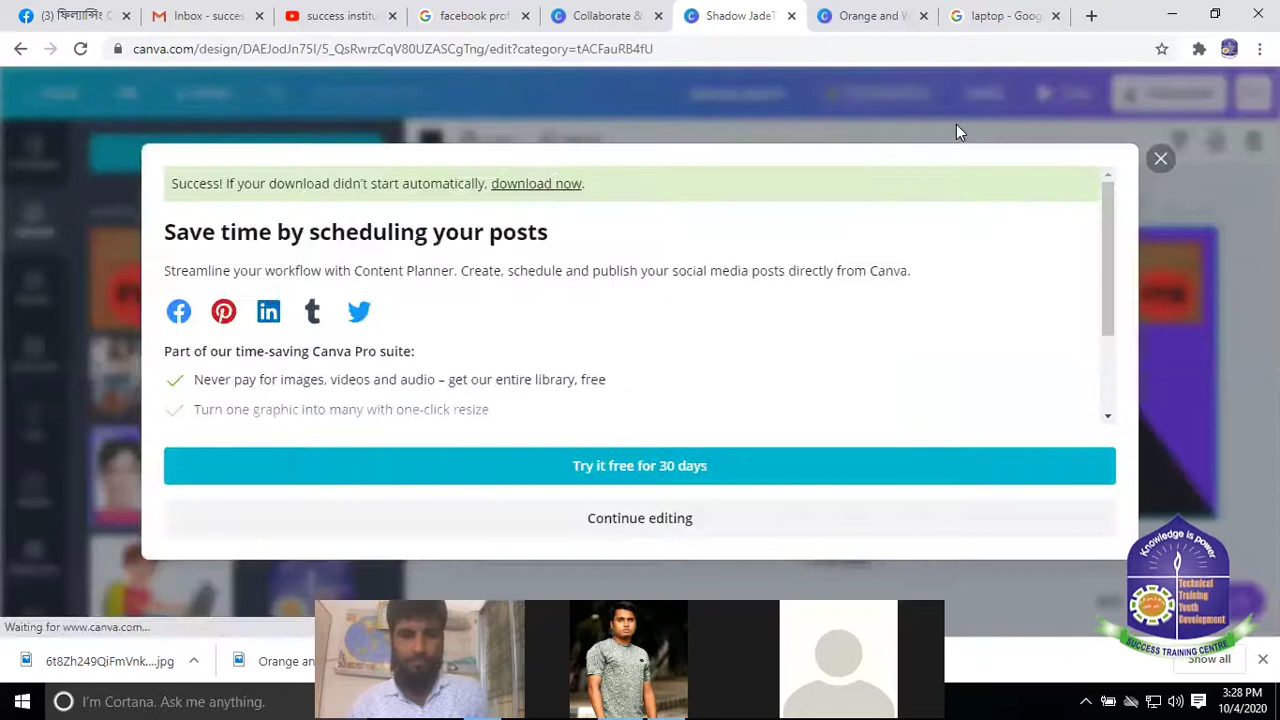 (3) ফ্রিল্যান্সিং C
Inbox - succes
success institu
facebook prof
Collaborate &
Shadow JadeT
Orange and W
laptop - Goog
canva.com/design/DAEJodJn75I/5_QsRwrzCqV80UZASCgTng/edit?category=tACFauRB4fU
Success! If your download didn't start automatically, download now.
Save time by scheduling your posts
Streamline your workflow with Content Planner. Create, schedule and publish your social media posts directly from Canva.
Part of our time-saving Canva Pro suite:
Never pay for images, videos and audio – get our entire library, free
Turn one graphic into many with one-click resize
Try it free for 30 days
Continue editing
Knowledge is power
Technical
Training
Youth
Development
SUCCESS TRAINING CENTRE
Waiting for www.canva.com...
6t8Zh249QiFmVnk....jpg
Orange an
Show all
I'm Cortana. Ask me anything.
3:28 PM
10/4/2020